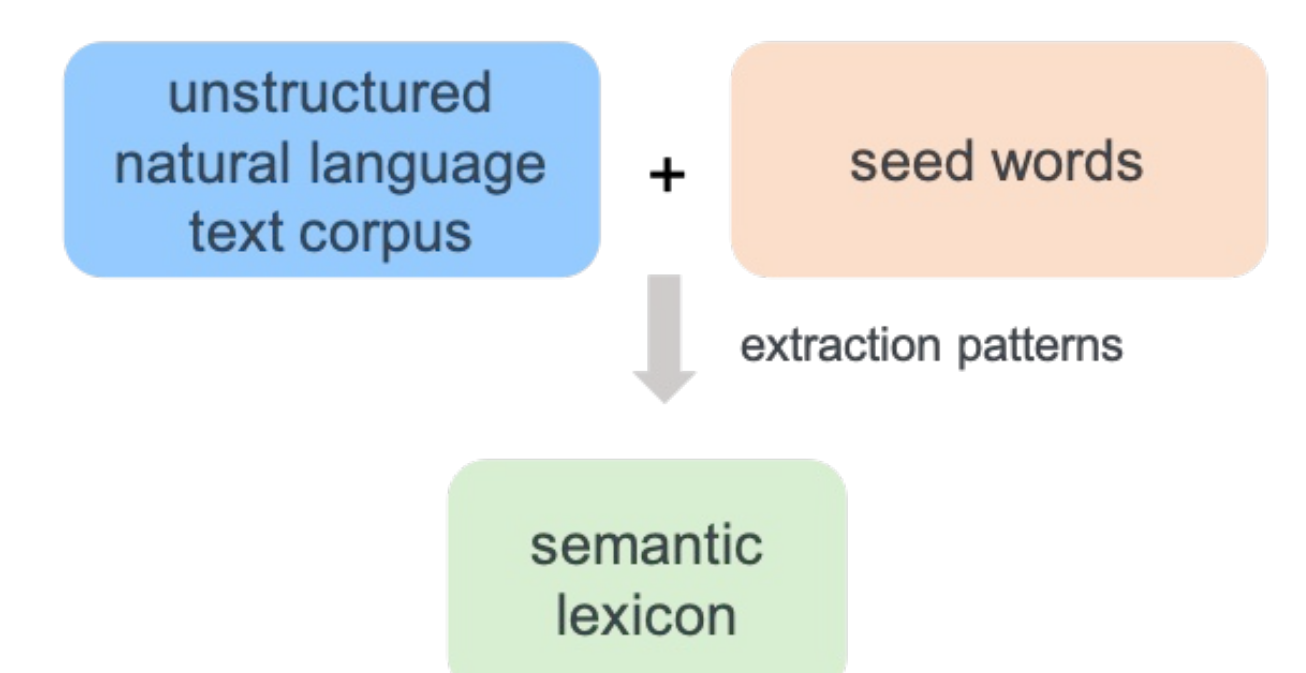 unstructured
natural language
text corpus
+
seed words
extraction patterns
semantic
lexicon